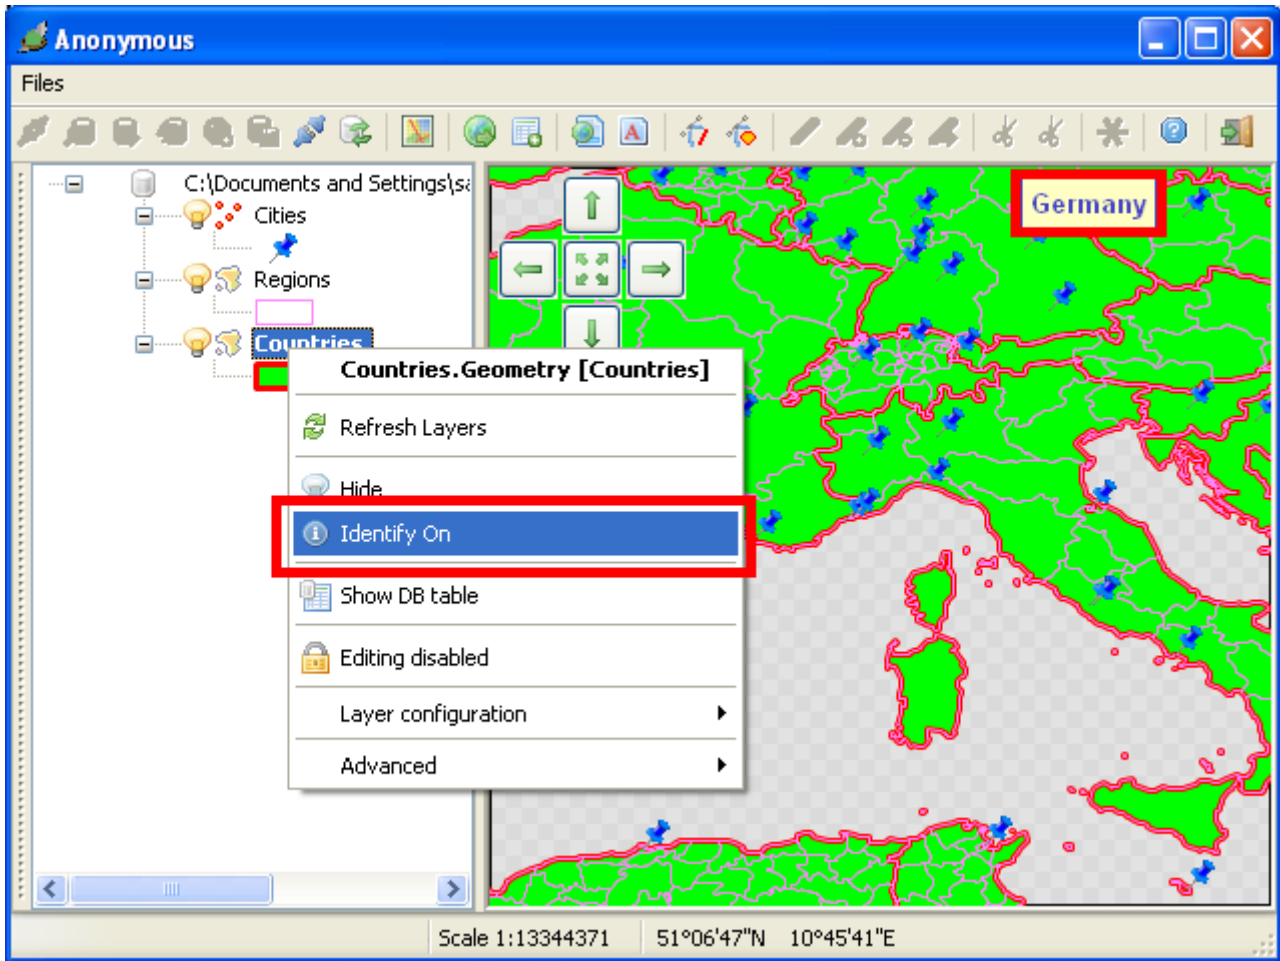 Anonymous
Files
C:\Documents and Settings\sa
Cities
Regions
Countries
Germany
Countries.Geometry [Countries]
Refresh Layers
Hide
Identify On
Show DB table
Editing disabled
Layer configuration
Advanced
Scale 1:13344371 51°06'47"N 10°45'41"E